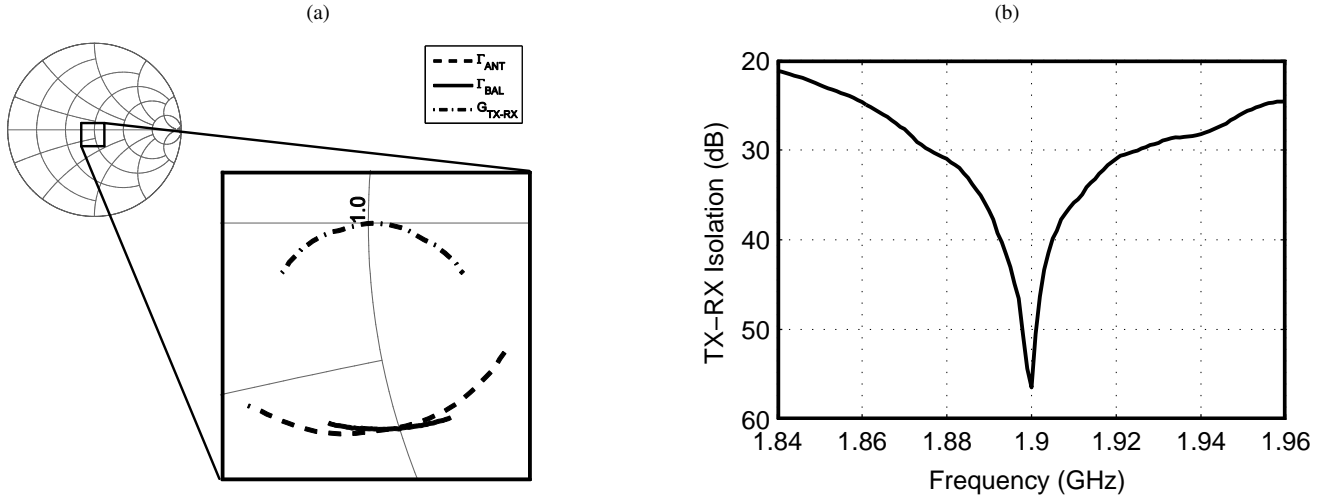 (a)
Γ_ANT
Γ_BAL
G_TX-RX
1.0
(b)
TX−RX Isolation (dB)
20
30
40
50
60
1.84 1.86 1.88 1.9 1.92 1.94 1.96
Frequency (GHz)